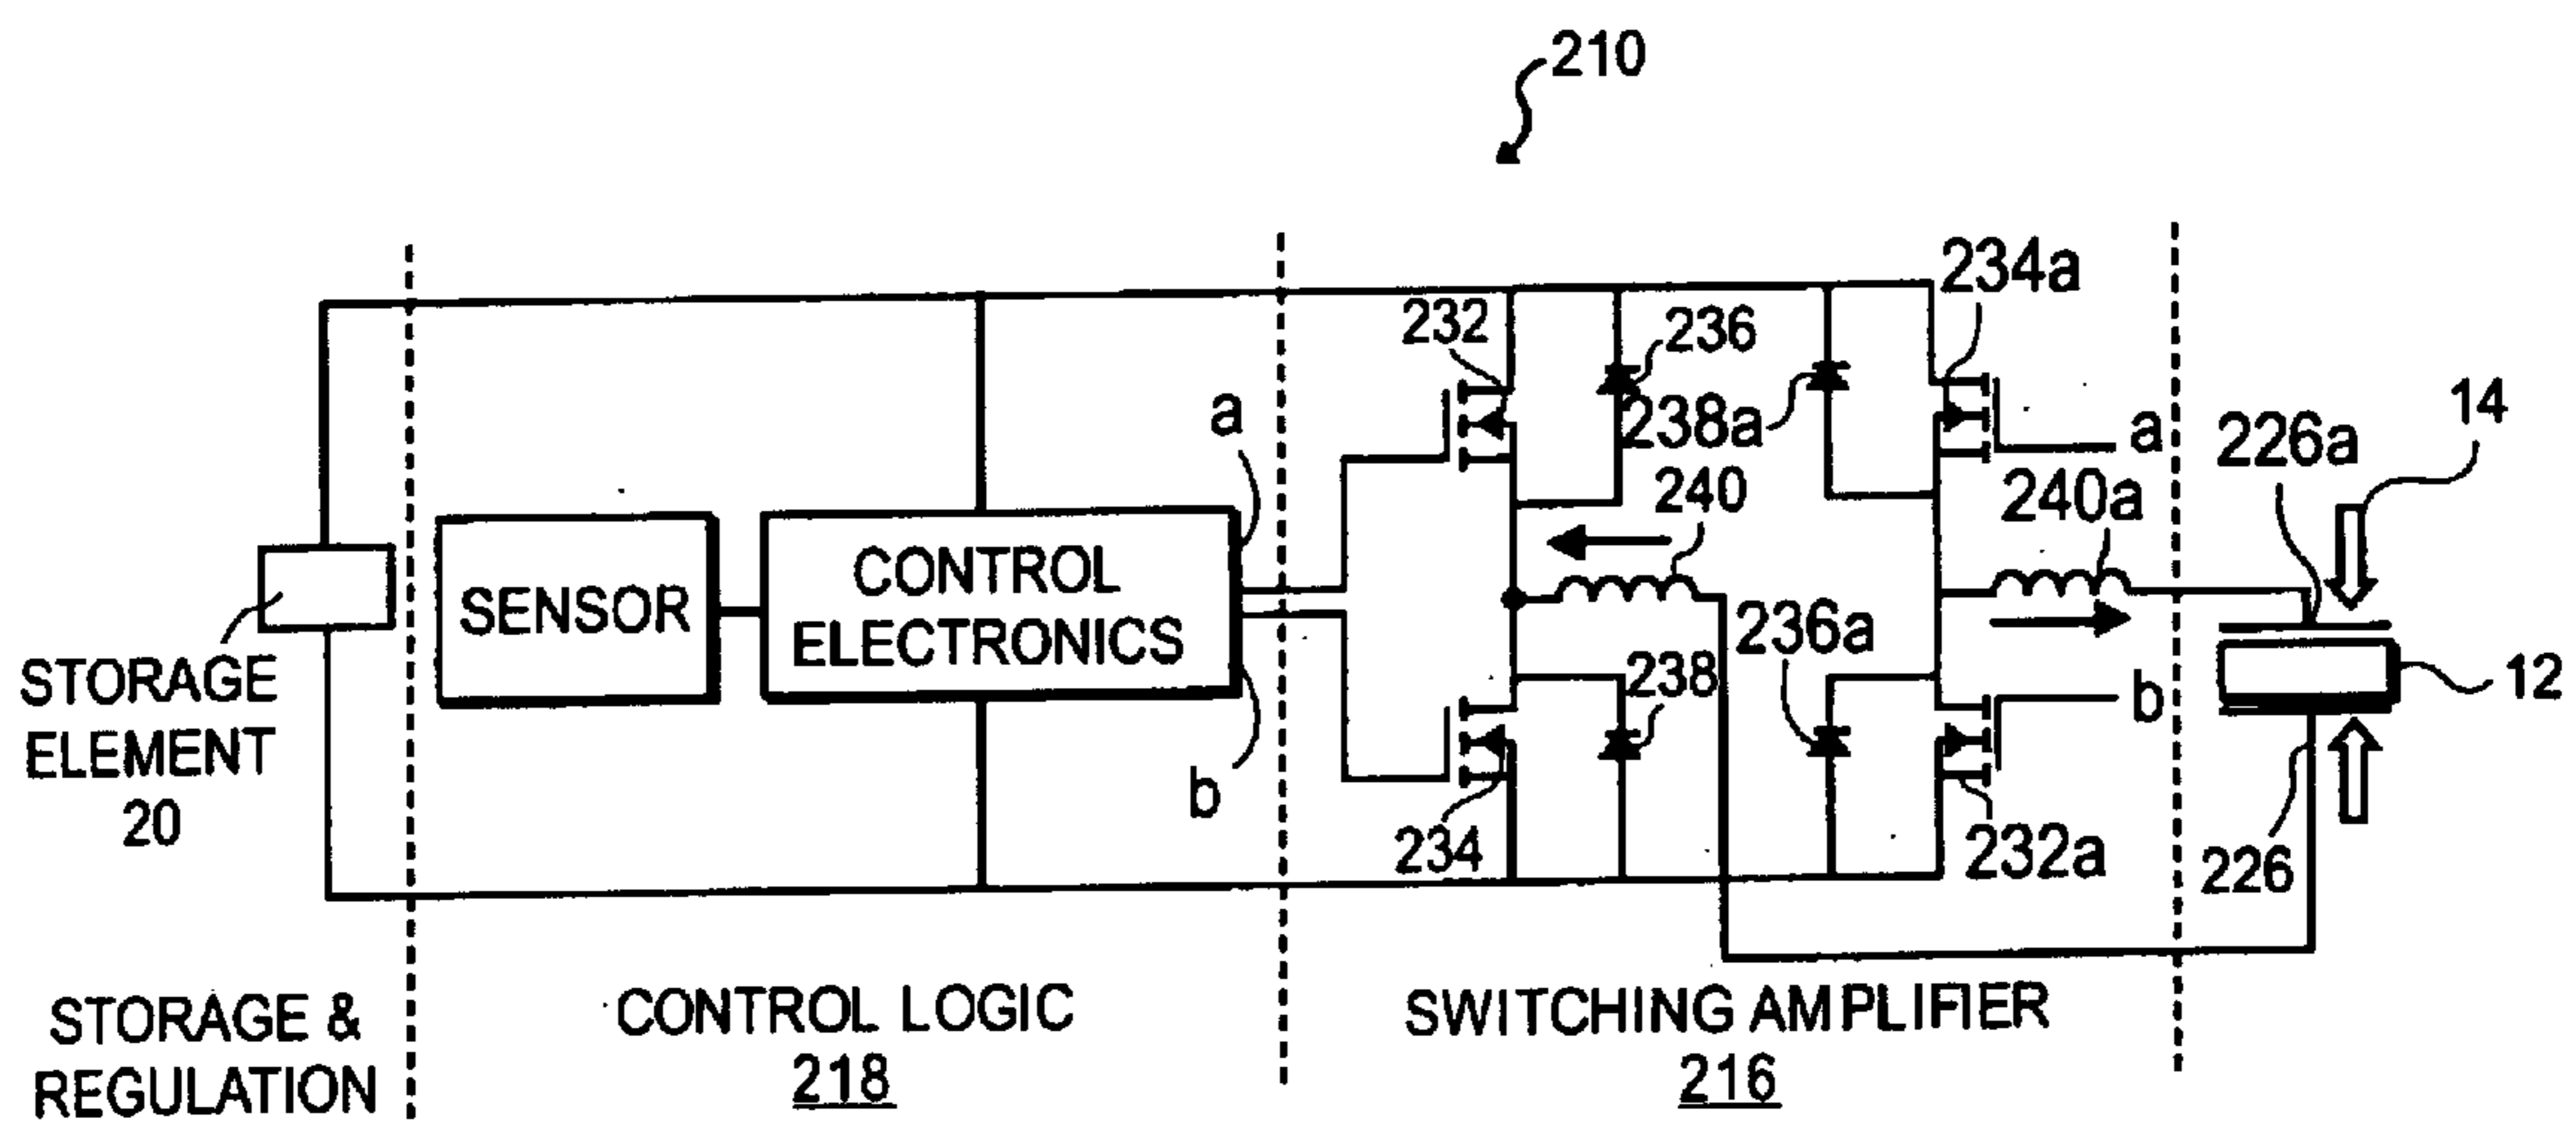 210
234a
232
236
238a
14
a
a
226a
240
240a
SENSOR
CONTROL
ELECTRONICS
236a
238
b
12
STORAGE
ELEMENT
20
b
234
232a
226
STORAGE &
REGULATION
CONTROL LOGIC
218
SWITCHING AMPLIFIER
216